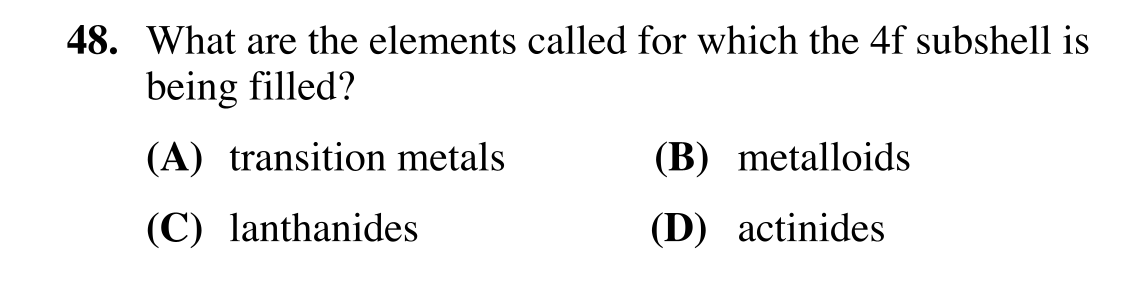 48. What are the elements called for which the 4f subshell is
being filled?
(A) transition metals (B) metalloids
(C) lanthanides (D) actinides